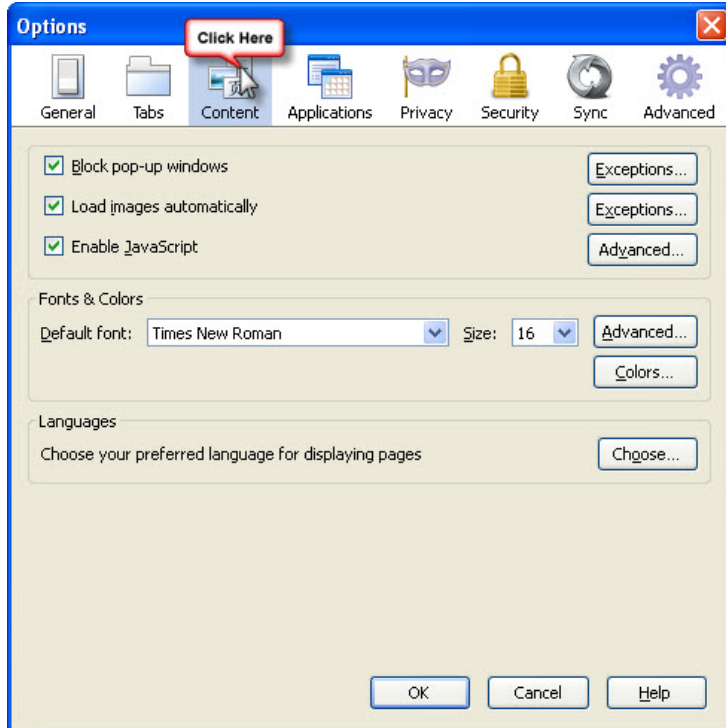 Options
Click Here
General Tabs Content Applications Privacy Security Sync Advanced
Block pop-up windows Exceptions...
Load images automatically Exceptions...
Enable JavaScript Advanced...
Fonts & Colors
Default font: Times New Roman Size: 16 Advanced...
Colors...
Languages
Choose your preferred language for displaying pages Choose...
OK Cancel Help